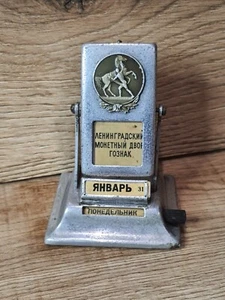 ЛЕНИНГРАДСКИЙ
МОНЕТНЫЙ ДВОР
ГОЗНАК
ЯНВАРЬ 31
ПОНЕДЕЛЬНИК